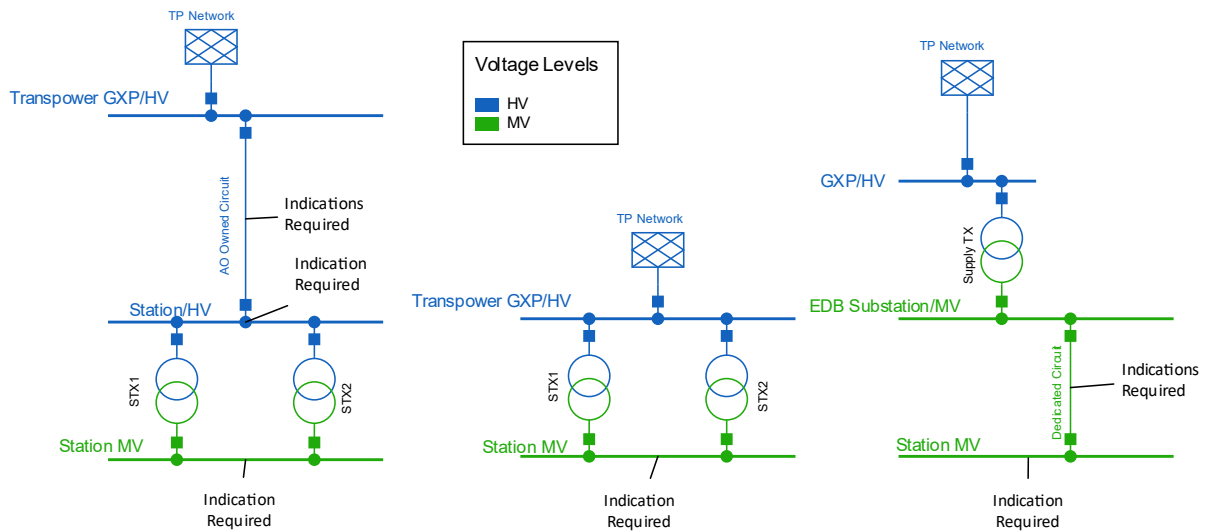 TP Network
Transpower GXP/HV
AO Owned Circuit
Indications
Required
Indication
Required
Station/HV
STX1
STX2
Station MV
Indication
Required
Voltage Levels
HV
MV
TP Network
Transpower GXP/HV
STX1
STX2
Station MV
Indication
Required
TP Network
GXP/HV
Supply TX
EDB Substation/MV
Dedicated Circuit
Indications
Required
Station MV
Indication
Required